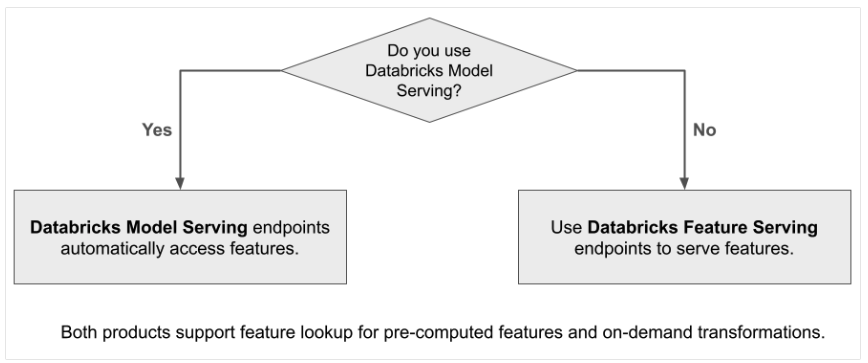 Do you use
Databricks Model
Serving?
Yes
No
Databricks Model Serving endpoints
automatically access features.
Use Databricks Feature Serving
endpoints to serve features.
Both products support feature lookup for pre-computed features and on-demand transformations.